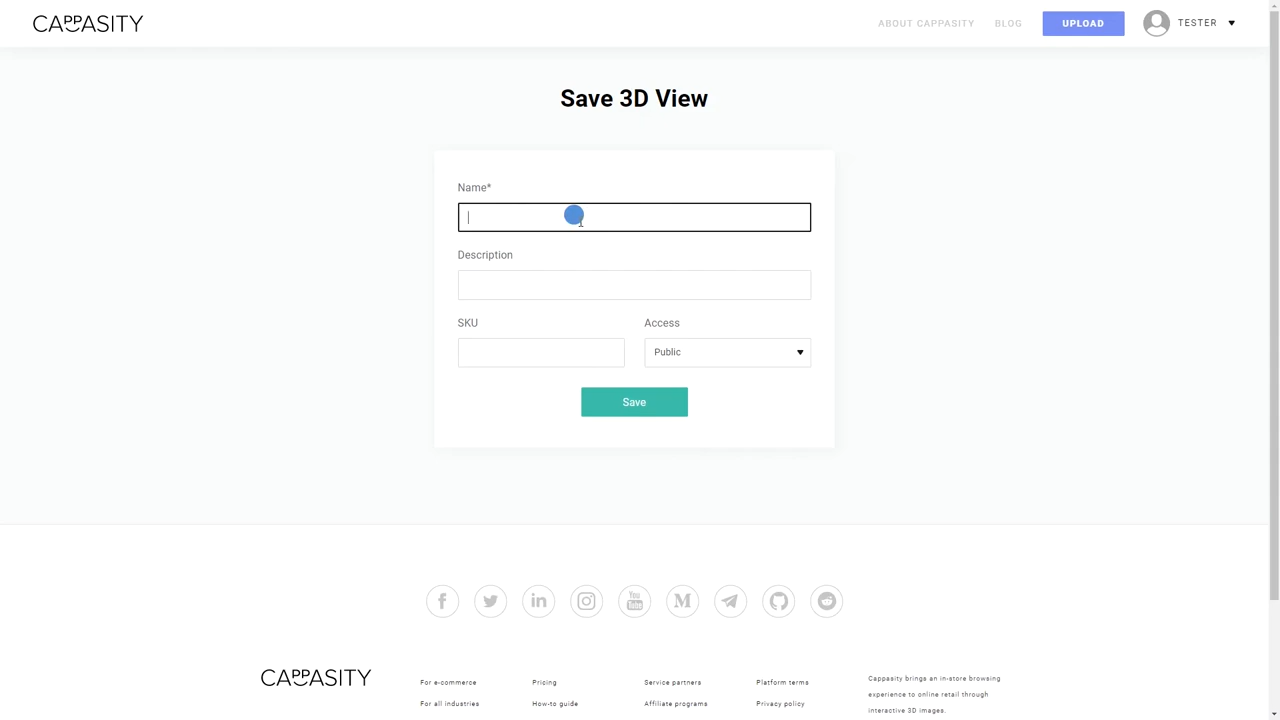 CAPPASITY ABOUT CAPPASITY BLOG UPLOAD TESTER
Save 3D View
Name*
Description
SKU Access
Public
Save
You Tube
CAPPASITY For e-commerce Pricing Service partners Platform terms Cappasity brings an in-store browsing
experience to online retail through
For all industries How-to guide Affiliate programs Privacy policy interactive 3D images.